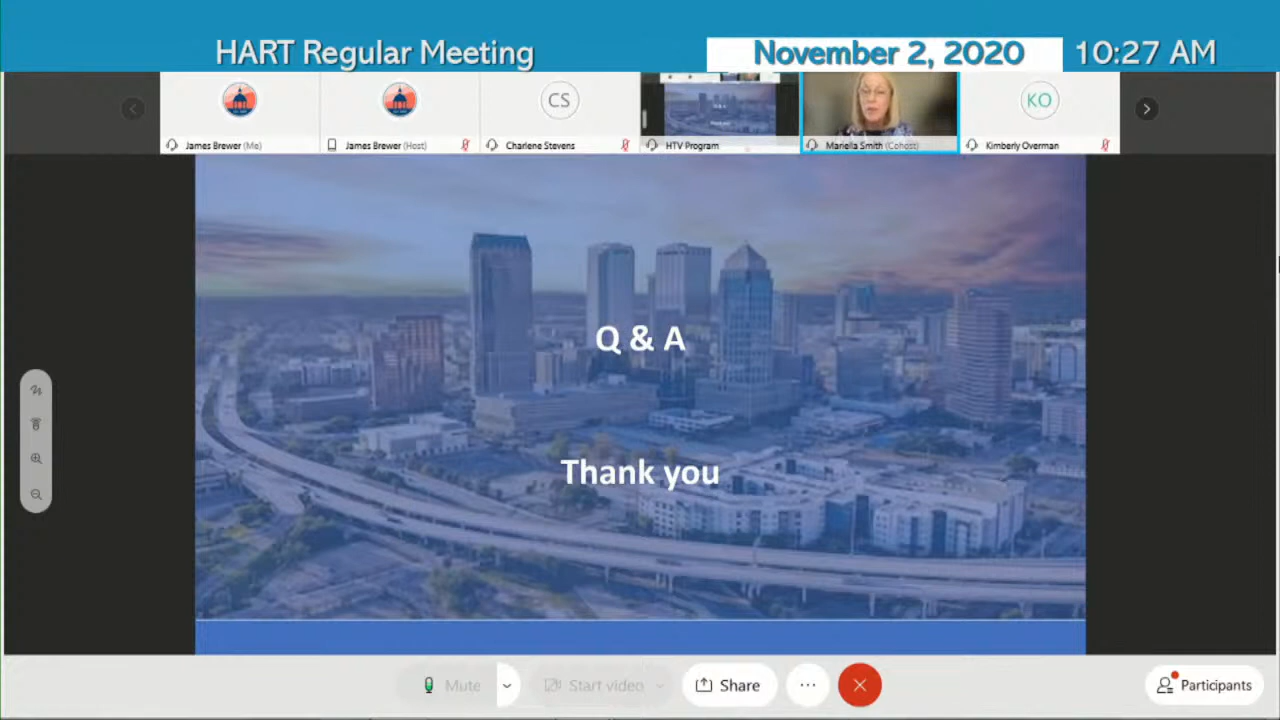 HART Regular Meeting
November 2, 2020
10:27 AM
CS
KO
James Brewer (Me)
James Brewer (Host)
Charlene Stevens
HTV Program
Mariella Smith (Cohost)
Kimberly Overman
Q & A
Thank you
Mute
Start video
Share
Participants